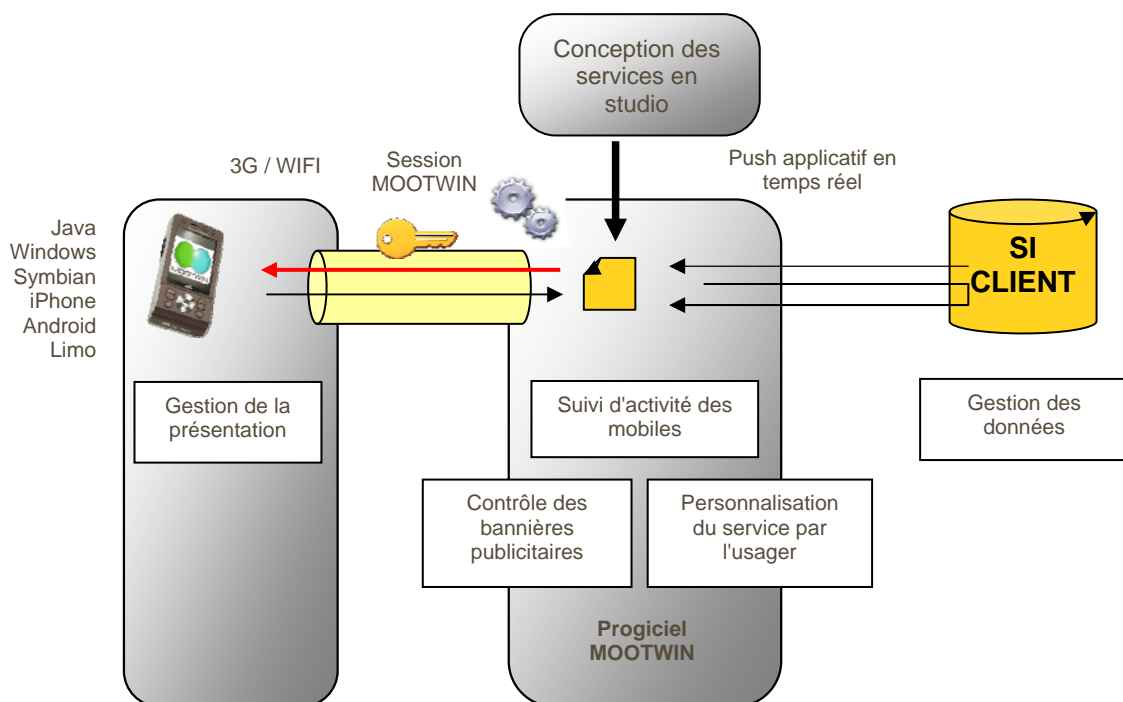 Conception des
services en
studio
3G / WIFI
Session
MOOTWIN
Push applicatif en
temps réel
Java
Windows
Symbian
iPhone
Android
Limo
MOOTWIN
SI
CLIENT
Gestion de la
présentation
Suivi d'activité des
mobiles
Gestion des
données
Contrôle des
bannières
publicitaires
Personnalisation
du service par
l'usager
Progiciel
MOOTWIN